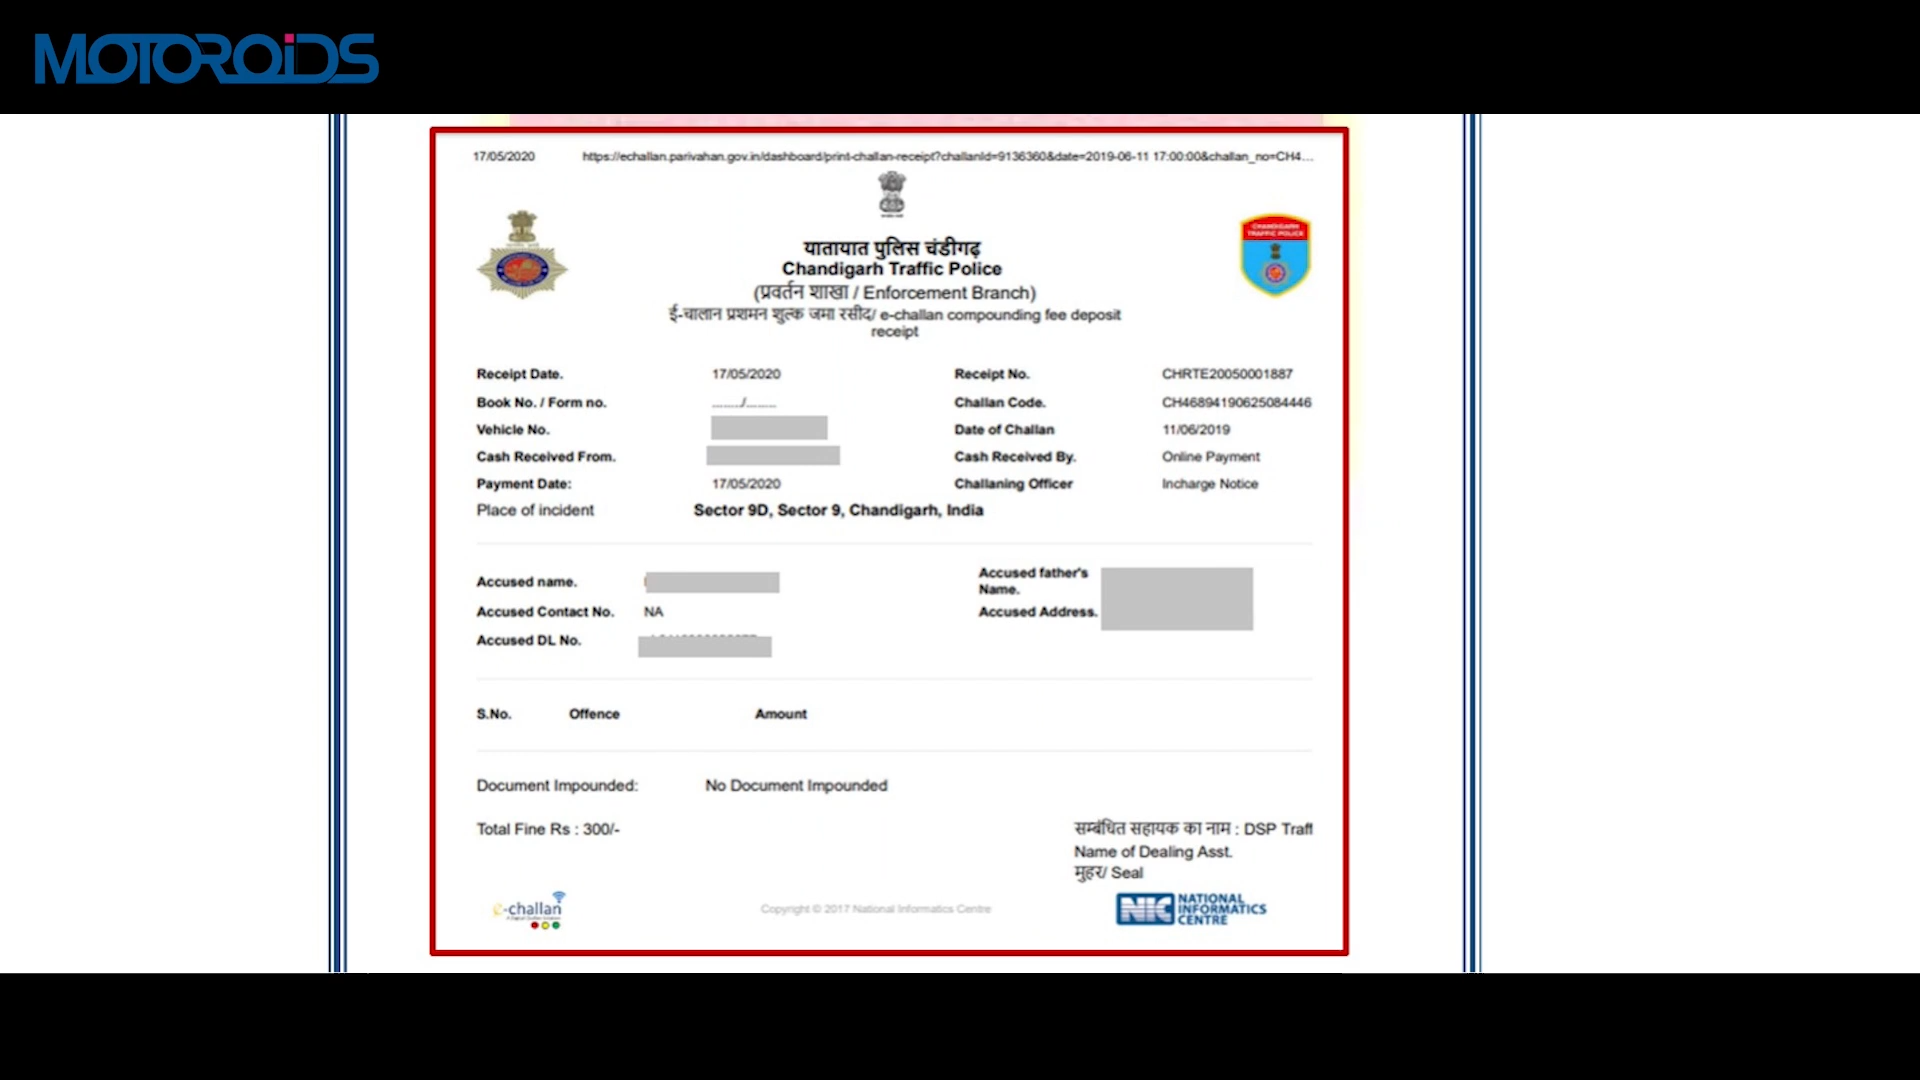 MOTOROiDS
17/05/2020 https://echallan.parivahan.gov.in/dashboard/print-challan-receipt?challanId=9136360&date=2019-06-11 17:00:00&challan_no=CH4...
यातायात पुलिस चंडीगढ़
Chandigarh Traffic Police
(प्रवर्तन शाखा / Enforcement Branch)
ई-चालान प्रशमन शुल्क जमा रसीद/ e-challan compounding fee deposit
receipt
CHANDIGARH
TRAFFIC POLICE
Receipt Date. 17/05/2020 Receipt No. CHRTE20050001887
Book No. / Form no. ......../........ Challan Code. CH46894190625084446
Vehicle No. Date of Challan 11/06/2019
Cash Received From. Cash Received By. Online Payment
Payment Date: 17/05/2020 Challaning Officer Incharge Notice
Place of incident Sector 9D, Sector 9, Chandigarh, India
Accused name. Accused father's
Name.
Accused Contact No. NA Accused Address.
Accused DL No.
S.No. Offence Amount
Document Impounded: No Document Impounded
Total Fine Rs : 300/- सम्बंधित सहायक का नाम : DSP Traff
Name of Dealing Asst.
मुहर/ Seal
e-challan
Copyright © 2017 National Informatics Centre
NIC NATIONAL
INFORMATICS
CENTRE